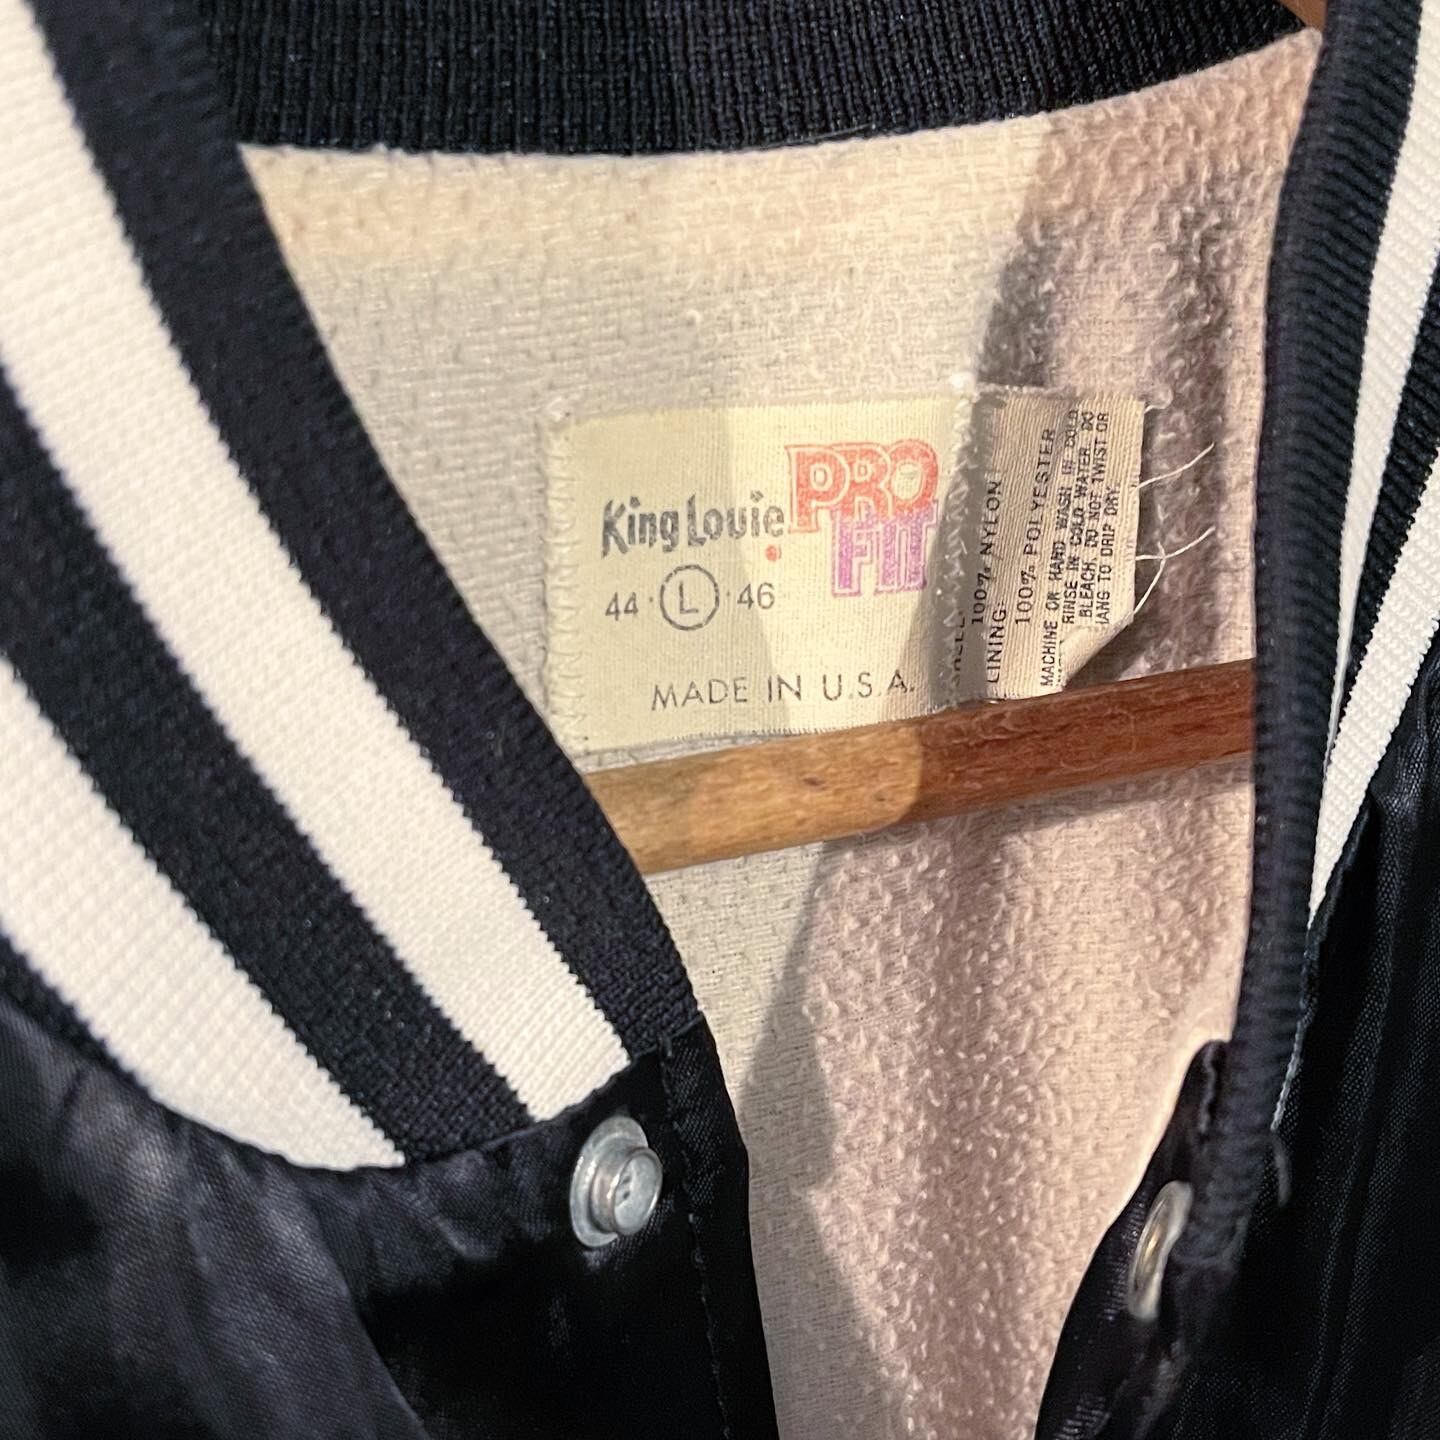 King Louie PRO FIT
44 · L · 46
MADE IN U.S.A.
100% NYLON
LINING:
100% POLYESTER
MACHINE OR HAND WASH IN COLD
RINSE IN COLD WATER. DO
BLEACH. DO NOT TWIST OR
HANG TO DRIP DRY.